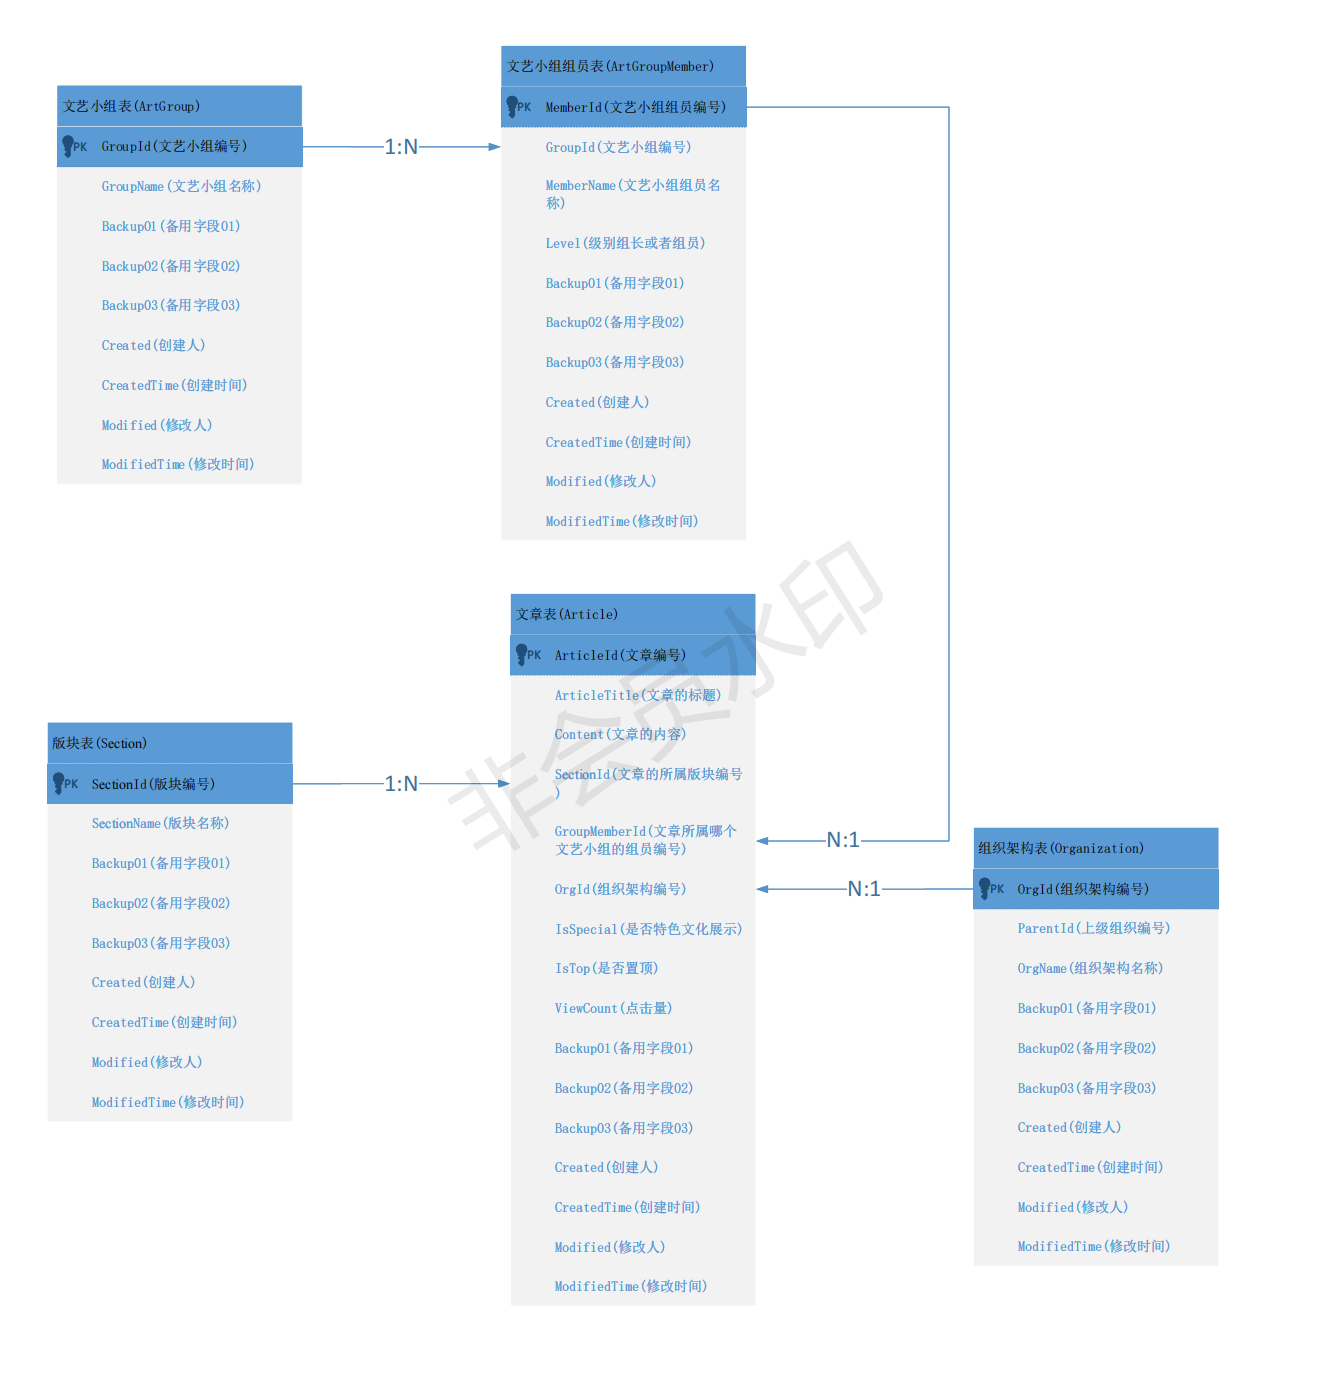 文艺小组表(ArtGroup)
PK GroupId(文艺小组编号)
GroupName(文艺小组名称)
Backup01(备用字段01)
Backup02(备用字段02)
Backup03(备用字段03)
Created(创建人)
CreatedTime(创建时间)
Modified(修改人)
ModifiedTime(修改时间)
1:N
文艺小组组员表(ArtGroupMember)
PK MemberId(文艺小组组员编号)
GroupId(文艺小组编号)
MemberName(文艺小组组员名
称)
Level(级别组长或者组员)
Backup01(备用字段01)
Backup02(备用字段02)
Backup03(备用字段03)
Created(创建人)
CreatedTime(创建时间)
Modified(修改人)
ModifiedTime(修改时间)
版块表(Section)
PK SectionId(版块编号)
SectionName(版块名称)
Backup01(备用字段01)
Backup02(备用字段02)
Backup03(备用字段03)
Created(创建人)
CreatedTime(创建时间)
Modified(修改人)
ModifiedTime(修改时间)
1:N
文章表(Article)
PK ArticleId(文章编号)
ArticleTitle(文章的标题)
Content(文章的内容)
SectionId(文章的所属版块编号
)
GroupMemberId(文章所属哪个
文艺小组的组员编号)
OrgId(组织架构编号)
IsSpecial(是否特色文化展示)
IsTop(是否置顶)
ViewCount(点击量)
Backup01(备用字段01)
Backup02(备用字段02)
Backup03(备用字段03)
Created(创建人)
CreatedTime(创建时间)
Modified(修改人)
ModifiedTime(修改时间)
N:1
N:1
组织架构表(Organization)
PK OrgId(组织架构编号)
ParentId(上级组织编号)
OrgName(组织架构名称)
Backup01(备用字段01)
Backup02(备用字段02)
Backup03(备用字段03)
Created(创建人)
CreatedTime(创建时间)
Modified(修改人)
ModifiedTime(修改时间)
非会员水印